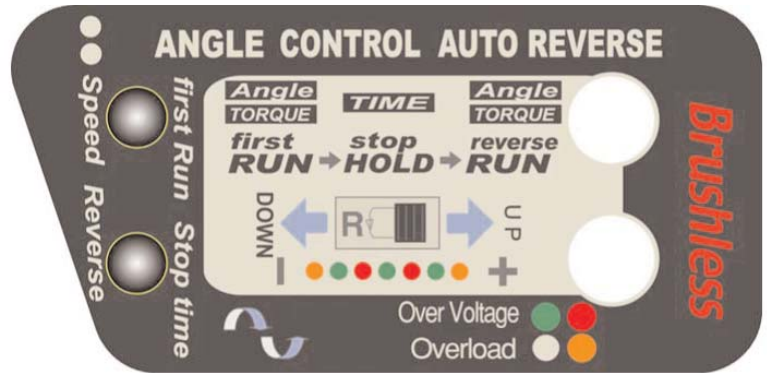 ANGLE CONTROL AUTO REVERSE
first Run Stop time
Speed Reverse
Angle TIME Angle
TORQUE TORQUE
first stop reverse
RUN HOLD RUN
DOWN R UP
- +
Over Voltage
Overload
Brushless